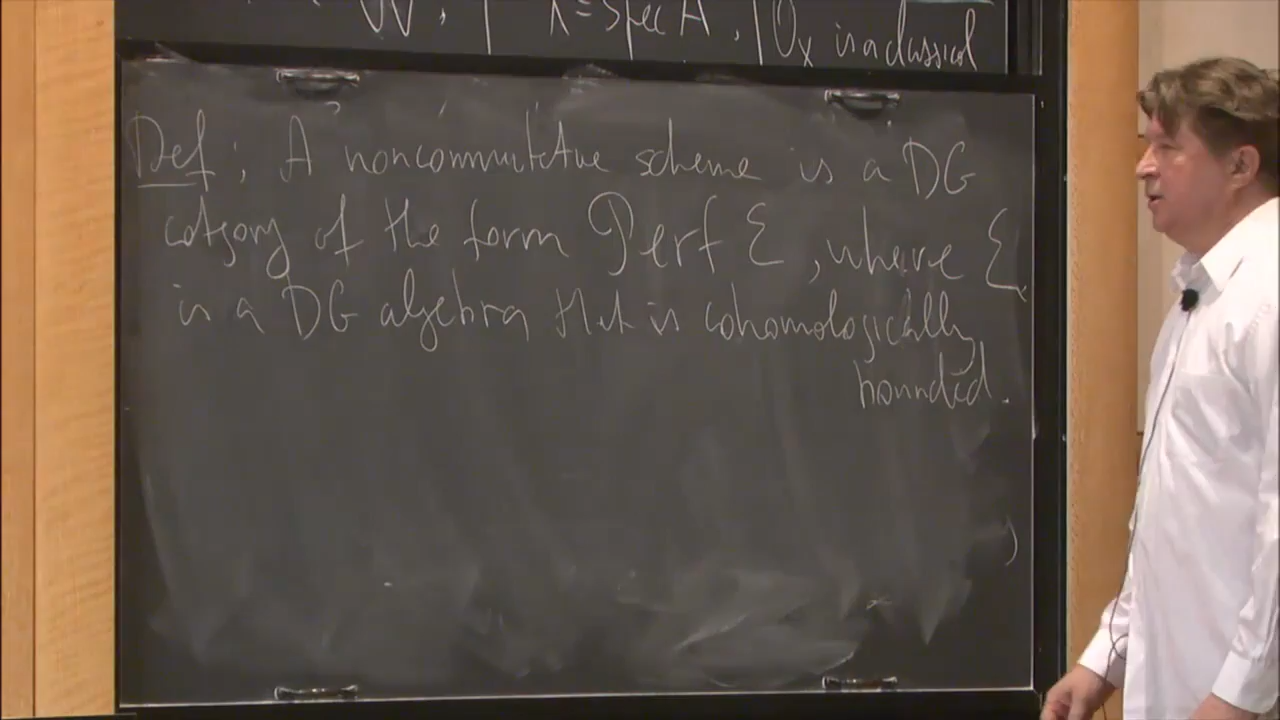 X = Spec A, | O_X is a classical
Def: A noncommutative scheme is a DG
category of the form Perf ℰ, where ℰ
is a DG algebra that is cohomologically
bounded.